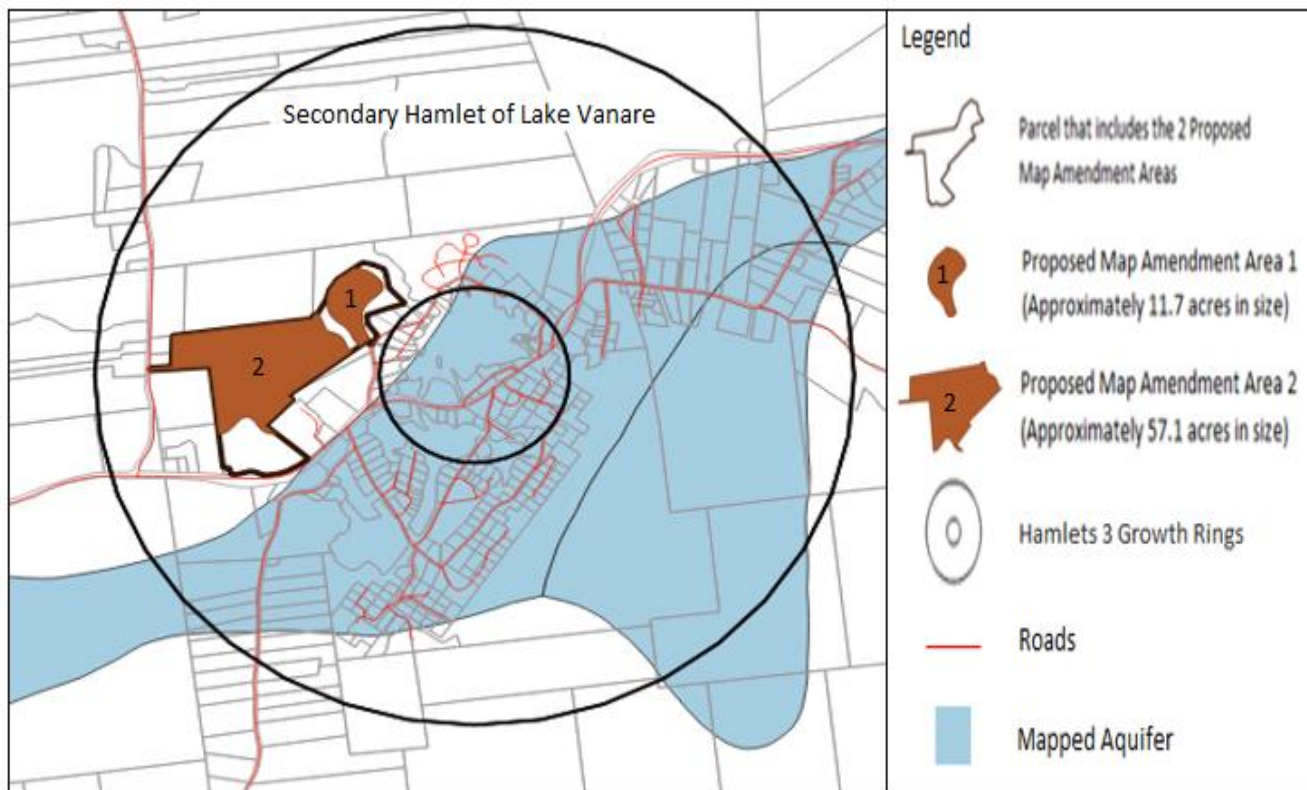 Secondary Hamlet of Lake Vanare
1
2
Legend
Parcel that includes the 2 Proposed
Map Amendment Areas
1
Proposed Map Amendment Area 1
(Approximately 11.7 acres in size)
2
Proposed Map Amendment Area 2
(Approximately 57.1 acres in size)
Hamlets 3 Growth Rings
Roads
Mapped Aquifer